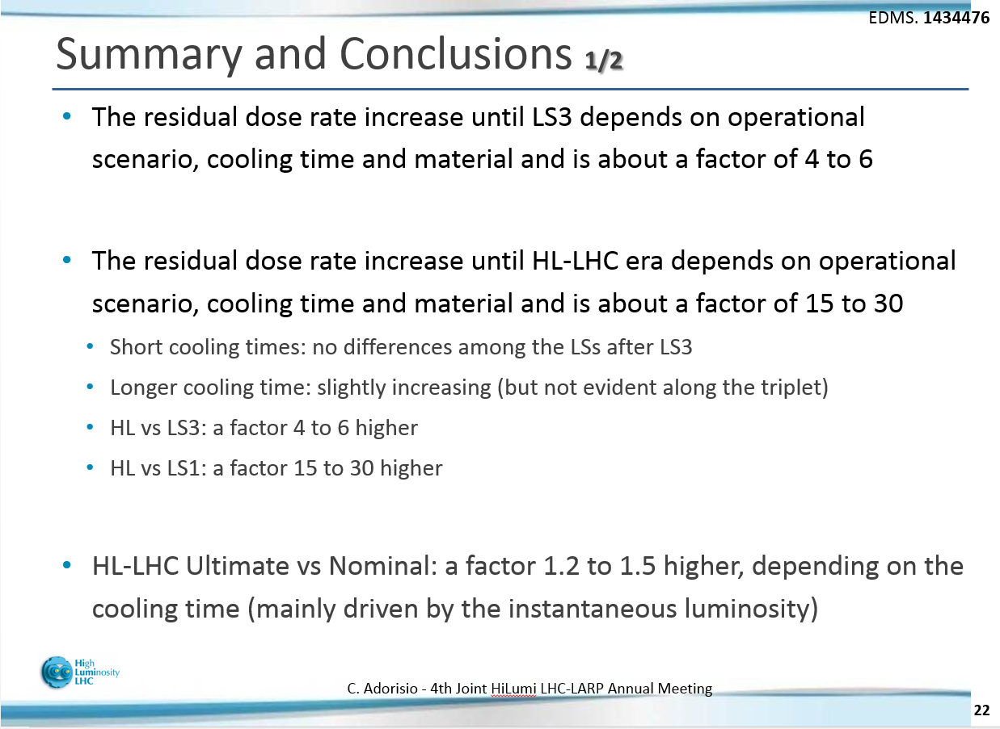 EDMS. 1434476
Summary and Conclusions 1/2
• The residual dose rate increase until LS3 depends on operational
scenario, cooling time and material and is about a factor of 4 to 6
• The residual dose rate increase until HL-LHC era depends on operational
scenario, cooling time and material and is about a factor of 15 to 30
• Short cooling times: no differences among the LSs after LS3
• Longer cooling time: slightly increasing (but not evident along the triplet)
• HL vs LS3: a factor 4 to 6 higher
• HL vs LS1: a factor 15 to 30 higher
• HL-LHC Ultimate vs Nominal: a factor 1.2 to 1.5 higher, depending on the
cooling time (mainly driven by the instantaneous luminosity)
High
Luminosity
LHC
C. Adorisio - 4th Joint HiLumi LHC-LARP Annual Meeting
22